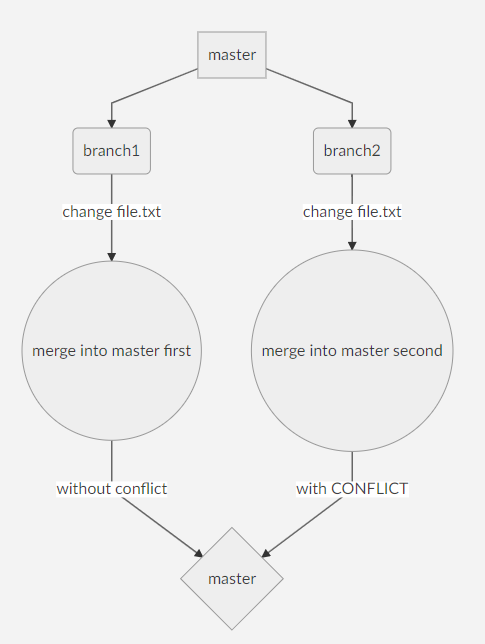 master
branch1
branch2
change file.txt
change file.txt
merge into master first
merge into master second
without conflict
with CONFLICT
master